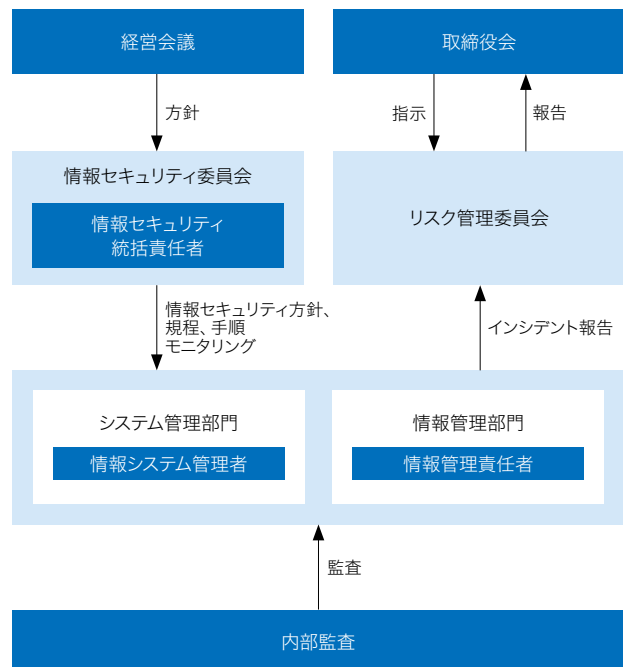 経営会議
取締役会
方針
指示
報告
情報セキュリティ委員会
情報セキュリティ
統括責任者
リスク管理委員会
情報セキュリティ方針、
規程、手順
モニタリング
インシデント報告
システム管理部門
情報システム管理者
情報管理部門
情報管理責任者
監査
内部監査